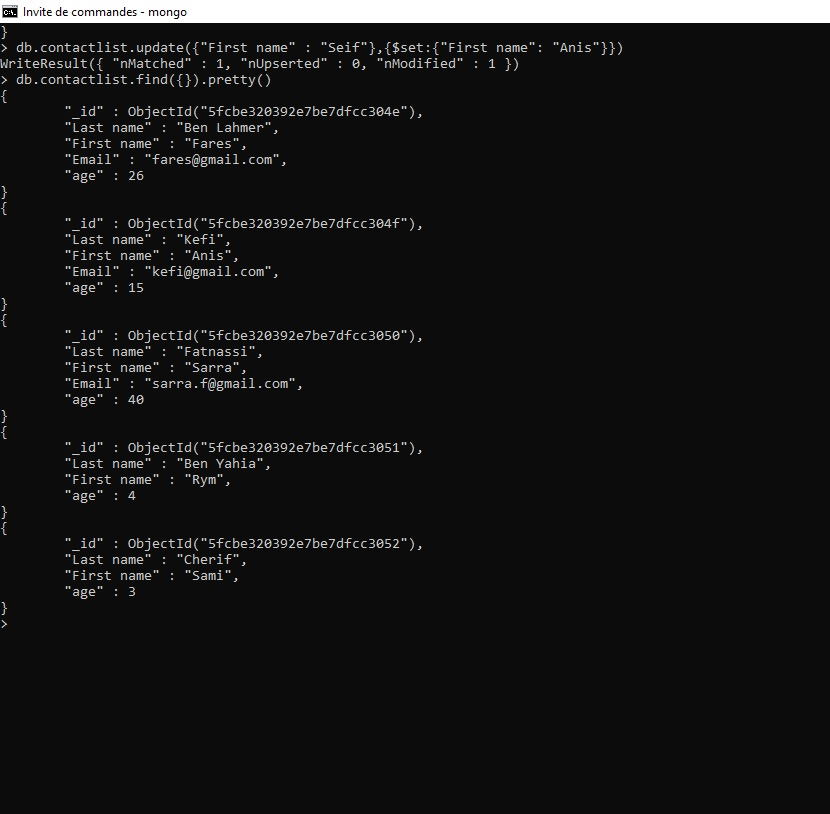 Invite de commandes - mongo
}
> db.contactlist.update({"First name" : "Seif"},{$set:{"First name": "Anis"}})
WriteResult({ "nMatched" : 1, "nUpserted" : 0, "nModified" : 1 })
> db.contactlist.find({}).pretty()
{
        "_id" : ObjectId("5fcbe320392e7be7dfcc304e"),
        "Last name" : "Ben Lahmer",
        "First name" : "Fares",
        "Email" : "fares@gmail.com",
        "age" : 26
}
{
        "_id" : ObjectId("5fcbe320392e7be7dfcc304f"),
        "Last name" : "Kefi",
        "First name" : "Anis",
        "Email" : "kefi@gmail.com",
        "age" : 15
}
{
        "_id" : ObjectId("5fcbe320392e7be7dfcc3050"),
        "Last name" : "Fatnassi",
        "First name" : "Sarra",
        "Email" : "sarra.f@gmail.com",
        "age" : 40
}
{
        "_id" : ObjectId("5fcbe320392e7be7dfcc3051"),
        "Last name" : "Ben Yahia",
        "First name" : "Rym",
        "age" : 4
}
{
        "_id" : ObjectId("5fcbe320392e7be7dfcc3052"),
        "Last name" : "Cherif",
        "First name" : "Sami",
        "age" : 3
}
>